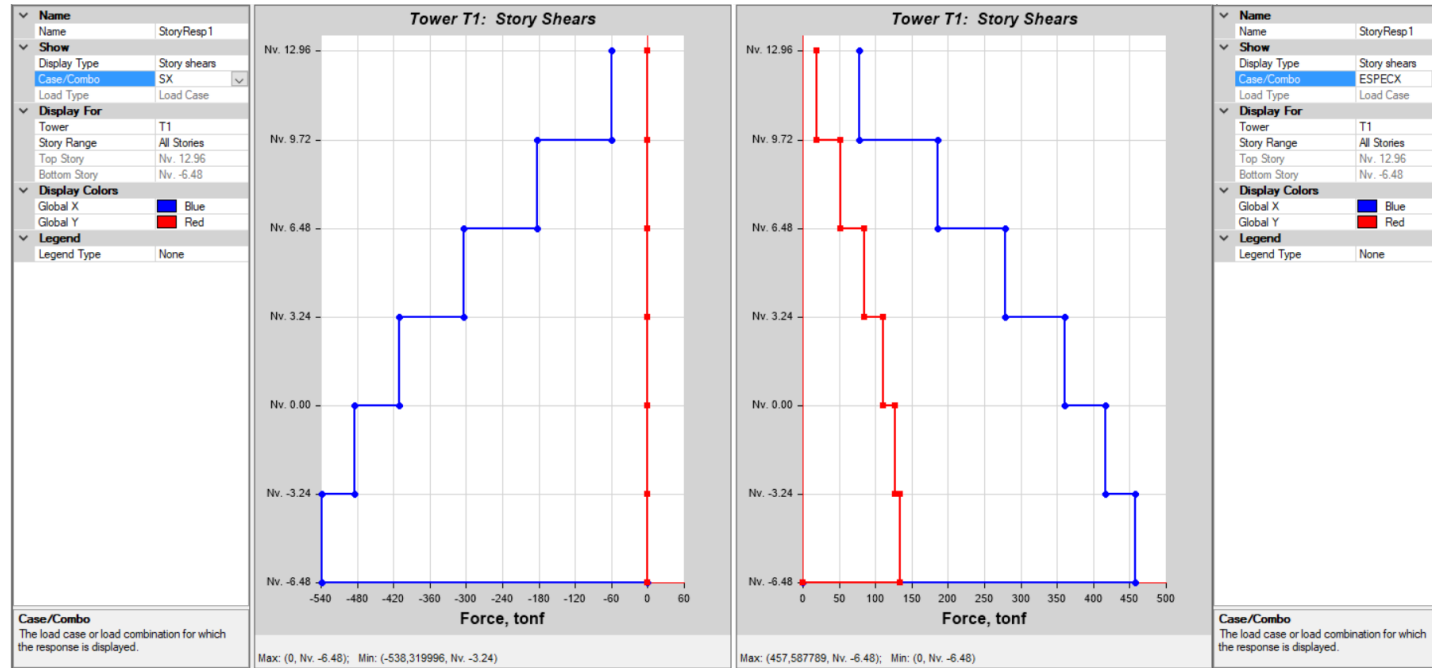 Name
Name StoryResp1
Show
Display Type Story shears
Case/Combo SX
Load Type Load Case
Display For
Tower T1
Story Range All Stories
Top Story Nv. 12.96
Bottom Story Nv. -6.48
Display Colors
Global X Blue
Global Y Red
Legend
Legend Type None
Case/Combo
The load case or load combination for which
the response is displayed.
Tower T1: Story Shears
Nv. 12.96
Nv. 9.72
Nv. 6.48
Nv. 3.24
Nv. 0.00
Nv. -3.24
Nv. -6.48
-540 -480 -420 -360 -300 -240 -180 -120 -60 0 60
Force, tonf
Max: (0, Nv. -6.48); Min: (-538,319996, Nv. -3.24)
Tower T1: Story Shears
Nv. 12.96
Nv. 9.72
Nv. 6.48
Nv. 3.24
Nv. 0.00
Nv. -3.24
Nv. -6.48
0 50 100 150 200 250 300 350 400 450 500
Force, tonf
Max: (457,587789, Nv. -6.48); Min: (0, Nv. -6.48)
Name
Name StoryResp1
Show
Display Type Story shears
Case/Combo ESPECX
Load Type Load Case
Display For
Tower T1
Story Range All Stories
Top Story Nv. 12.96
Bottom Story Nv. -6.48
Display Colors
Global X Blue
Global Y Red
Legend
Legend Type None
Case/Combo
The load case or load combination for which
the response is displayed.